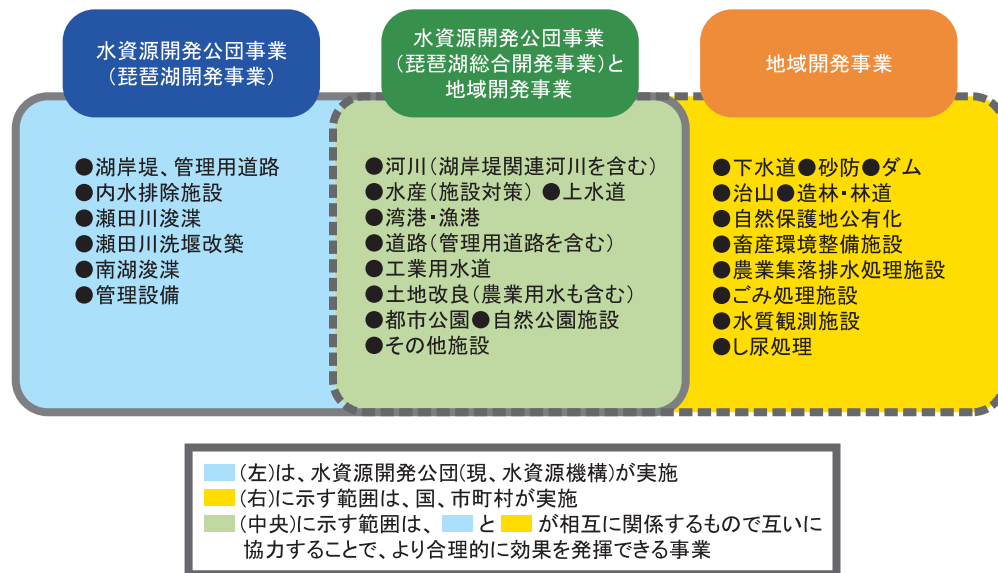 水資源開発公団事業
(琵琶湖開発事業)
水資源開発公団事業
(琵琶湖総合開発事業)と
地域開発事業
地域開発事業
●湖岸堤、管理用道路
●内水排除施設
●瀬田川浚渫
●瀬田川洗堰改築
●南湖浚渫
●管理設備
●河川(湖岸堤関連河川を含む)
●水産(施設対策) ●上水道
●湾港・漁港
●道路(管理用道路を含む)
●工業用水道
●土地改良(農業用水も含む)
●都市公園●自然公園施設
●その他施設
●下水道●砂防●ダム
●治山●造林・林道
●自然保護地公有化
●畜産環境整備施設
●農業集落排水処理施設
●ごみ処理施設
●水質観測施設
●し尿処理
(左)は、水資源開発公団(現、水資源機構)が実施
(右)に示す範囲は、国、市町村が実施
(中央)に示す範囲は、 と が相互に関係するもので互いに
協力することで、より合理的に効果を発揮できる事業